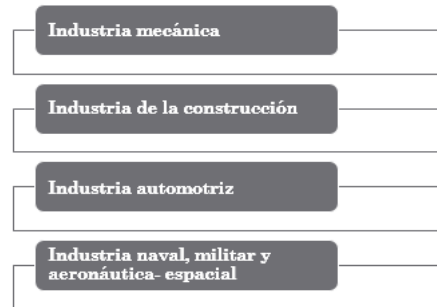 Industria mecánica
Industria de la construcción
Industria automotriz
Industria naval, militar y
aeronáutica- espacial